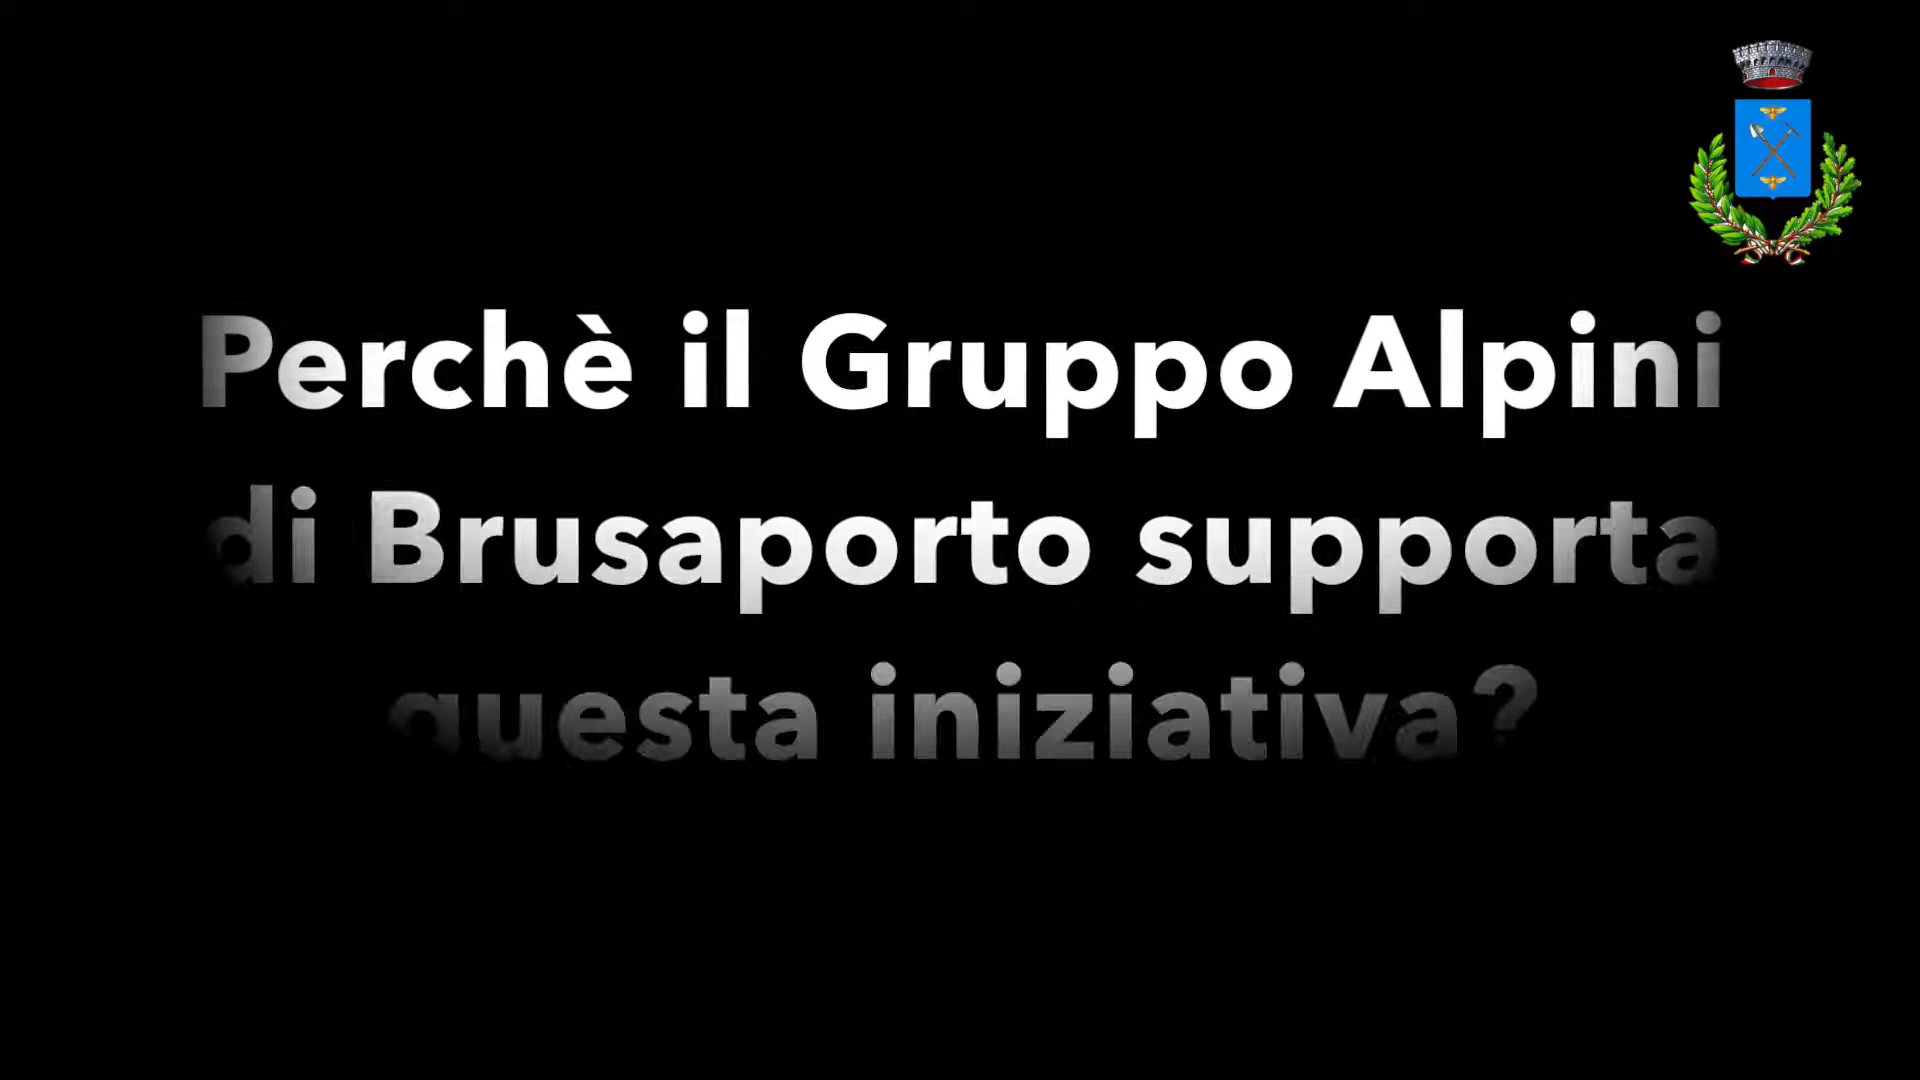 Perchè il Gruppo Alpini
di Brusaporto supporta
questa iniziativa?